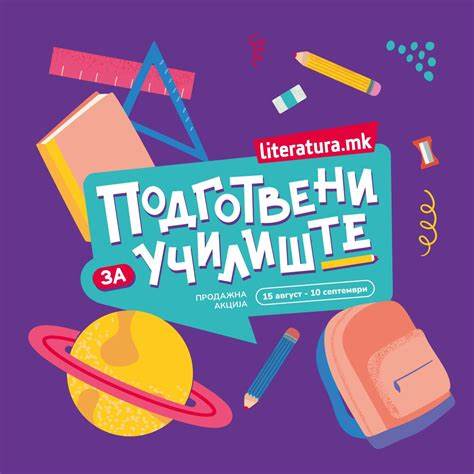 literatura.mk
ПОДГОТВЕНИ
ЗА УЧИЛИШТЕ
ПРОДАЖНА
АКЦИЈА
15 август - 10 септември